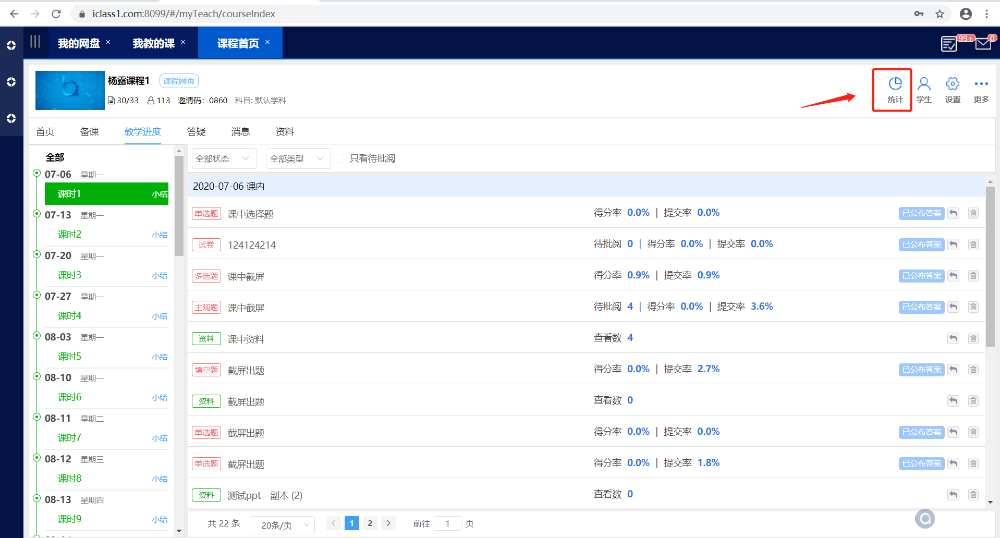 iclass1.com:8099/#/myTeach/courseIndex
我的网盘 × 我教的课 × 课程首页 × 99+ 0
杨露课程1 课程网页
30/33 113 邀请码：0860 科目: 默认学科
统计 学生 设置 更多
首页 备课 教学进度 答疑 消息 资料
全部
07-06 星期一
课时1 小结
07-13 星期一
课时2 小结
07-20 星期一
课时3 小结
07-27 星期一
课时4 小结
08-03 星期一
课时5 小结
08-10 星期一
课时6 小结
08-11 星期二
课时7 小结
08-12 星期三
课时8 小结
08-13 星期四
课时9 小结
全部状态 全部类型 只看待批阅
2020-07-06 课内
单选题 课中选择题 得分率 0.0% | 提交率 0.0% 已公布答案
试卷 124124214 待批阅 0 | 得分率 0.0% | 提交率 0.0% 已公布答案
多选题 课中截屏 得分率 0.9% | 提交率 0.9% 已公布答案
主观题 课中截屏 待批阅 4 | 得分率 0.0% | 提交率 3.6% 已公布答案
资料 课中资料 查看数 4
填空题 截屏出题 得分率 0.0% | 提交率 2.7% 已公布答案
资料 截屏出题 查看数 0
单选题 截屏出题 得分率 0.0% | 提交率 0.0% 已公布答案
单选题 截屏出题 得分率 0.0% | 提交率 1.8% 已公布答案
资料 测试ppt - 副本 (2) 查看数 0
共 22 条 20条/页 < 1 2 > 前往 1 页